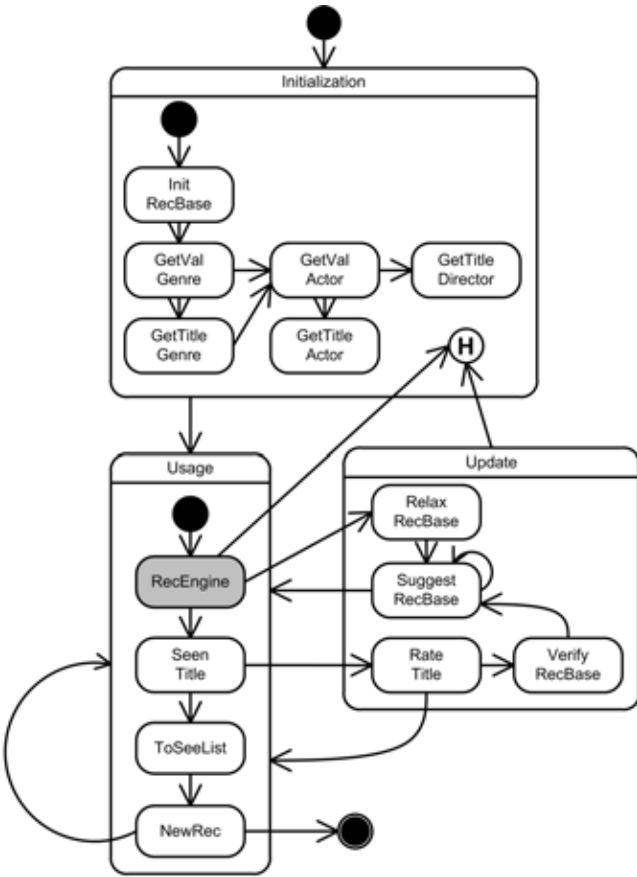 Initialization
Init
RecBase
GetVal
Genre
GetVal
Actor
GetTitle
Director
GetTitle
Genre
GetTitle
Actor
H
Usage
Update
Relax
RecBase
RecEngine
Suggest
RecBase
Seen
Title
Rate
Title
Verify
RecBase
ToSeeList
NewRec